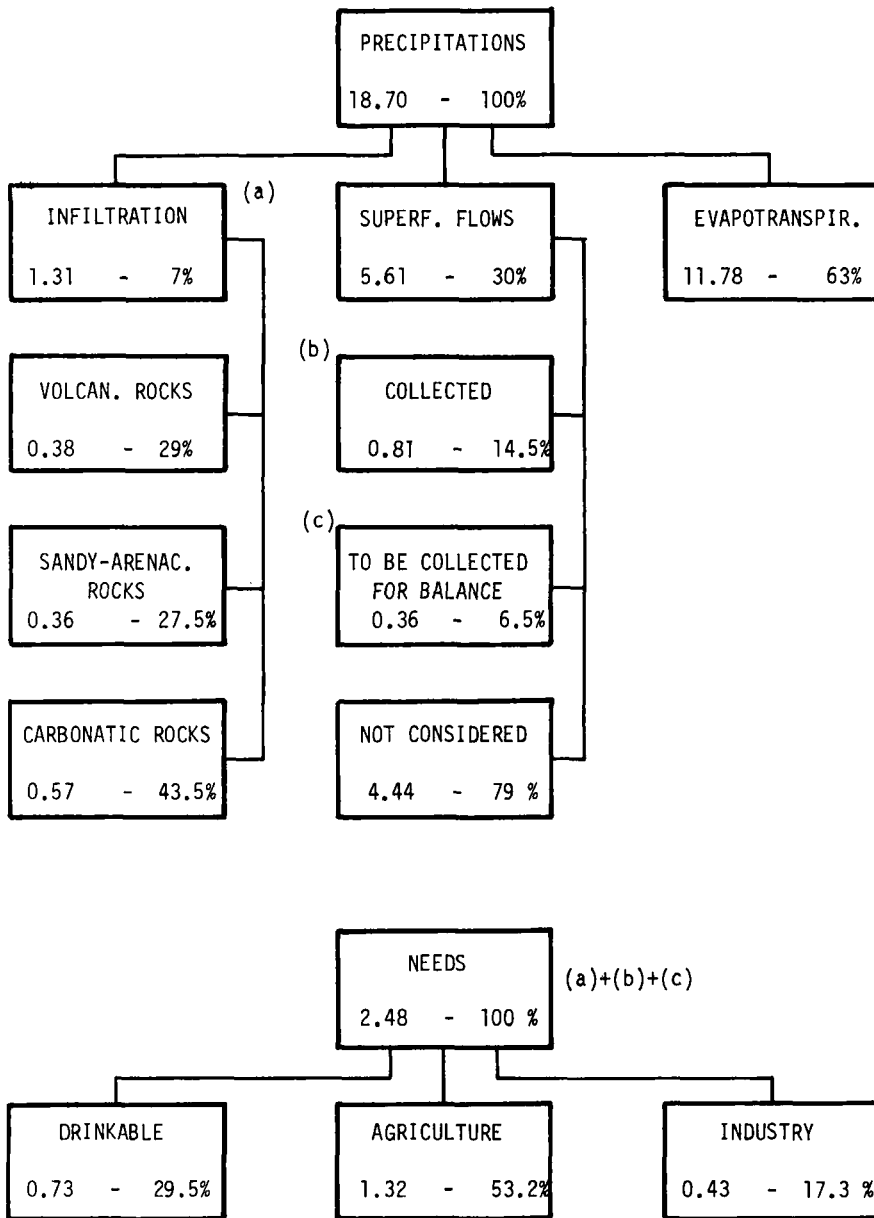 PRECIPITATIONS
18.70 - 100%
(a)
INFILTRATION
1.31 - 7%
SUPERF. FLOWS
5.61 - 30%
EVAPOTRANSPIR.
11.78 - 63%
(b)
VOLCAN. ROCKS
0.38 - 29%
COLLECTED
0.81 - 14.5%
(c)
SANDY-ARENAC.
ROCKS
0.36 - 27.5%
TO BE COLLECTED
FOR BALANCE
0.36 - 6.5%
CARBONATIC ROCKS
0.57 - 43.5%
NOT CONSIDERED
4.44 - 79 %
NEEDS
2.48 - 100 %
(a)+(b)+(c)
DRINKABLE
0.73 - 29.5%
AGRICULTURE
1.32 - 53.2%
INDUSTRY
0.43 - 17.3 %